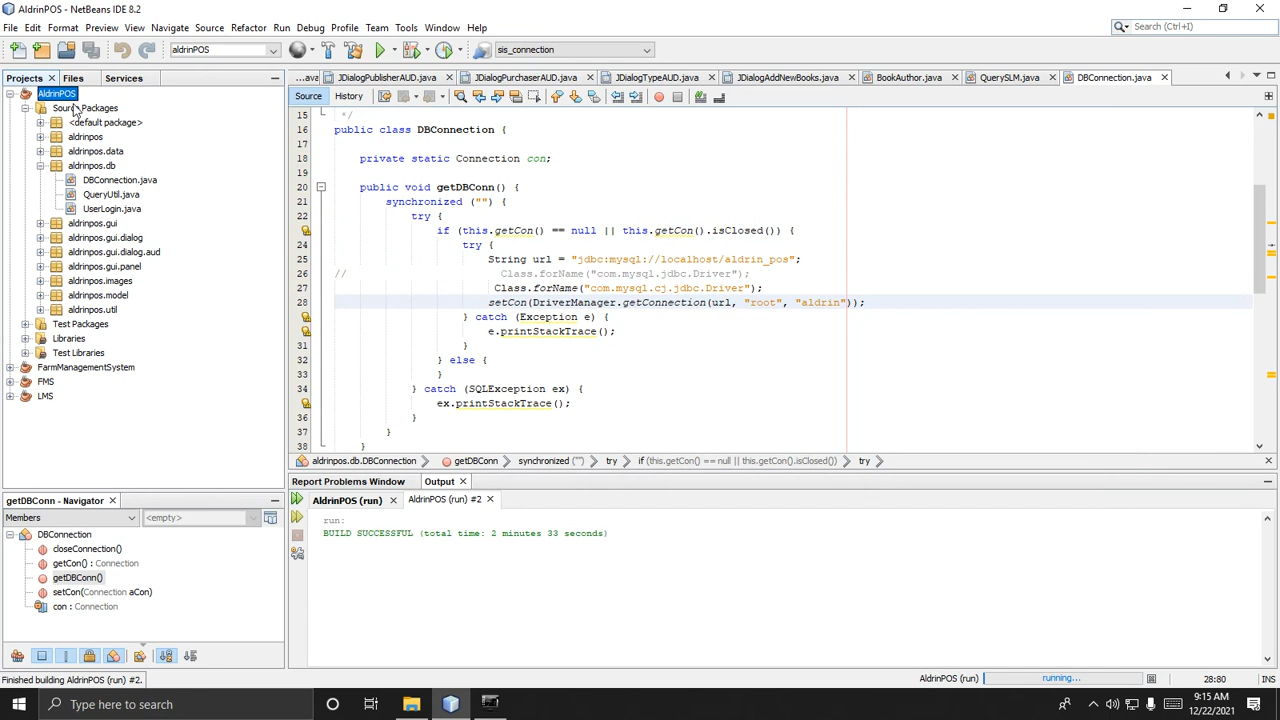 AldrinPOS - NetBeans IDE 8.2
File Edit Format Preview View Navigate Source Refactor Run Debug Profile Team Tools Window Help
Search (Ctrl+I)
aldrinPOS
sis_connection
Projects Files Services
...ava JDialogPublisherAUD.java JDialogPurchaserAUD.java JDialogTypeAUD.java JDialogAddNewBooks.java BookAuthor.java QuerySLM.java DBConnection.java
Source History
AldrinPOS
Source Packages
<default package>
aldrinpos
aldrinpos.data
aldrinpos.db
DBConnection.java
QueryUtil.java
UserLogin.java
aldrinpos.gui
aldrinpos.gui.dialog
aldrinpos.gui.dialog.aud
aldrinpos.gui.panel
aldrinpos.images
aldrinpos.model
aldrinpos.util
Test Packages
Libraries
Test Libraries
FarmManagementSystem
FMS
LMS
15 */
16 public class DBConnection {
17
18 private static Connection con;
19
20 public void getDBConn() {
21 synchronized ("") {
22 try {
if (this.getCon() == null || this.getCon().isClosed()) {
24 try {
25 String url = "jdbc:mysql://localhost/aldrin_pos";
26 // Class.forName("com.mysql.jdbc.Driver");
27 Class.forName("com.mysql.cj.jdbc.Driver");
28 setCon(DriverManager.getConnection(url, "root", "aldrin"));
} catch (Exception e) {
e.printStackTrace();
31 }
32 } else {
33 }
34 } catch (SQLException ex) {
ex.printStackTrace();
36 }
37 }
38 }
aldrinpos.db.DBConnection getDBConn synchronized ("") try if (this.getCon() == null || this.getCon().isClosed()) try
Report Problems Window Output
AldrinPOS (run) AldrinPOS (run) #2
run:
BUILD SUCCESSFUL (total time: 2 minutes 33 seconds)
getDBConn - Navigator
Members <empty>
DBConnection
closeConnection()
getCon() : Connection
getDBConn()
setCon(Connection aCon)
con : Connection
Finished building AldrinPOS (run) #2.
AldrinPOS (run) running... 28:80 INS
Type here to search
9:15 AM
12/22/2021